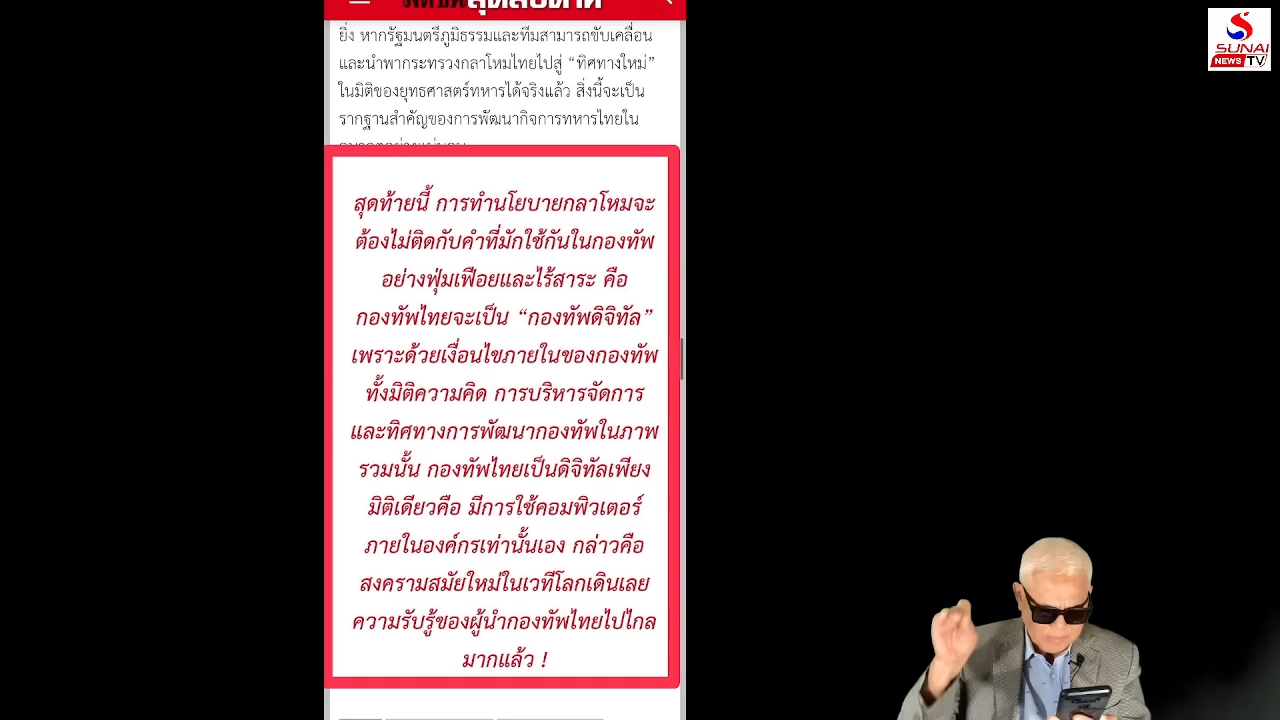 สุดสัปดาห์
ยิ่ง หากรัฐมนตรีภูมิธรรมและทีมสามารถขับเคลื่อน
และนำพากระทรวงกลาโหมไทยไปสู่ “ทิศทางใหม่”
ในมิติของยุทธศาสตร์ทหารได้จริงแล้ว สิ่งนี้จะเป็น
รากฐานสำคัญของการพัฒนากิจการทหารไทยใน
สุดท้ายนี้ การทำนโยบายกลาโหมจะ
ต้องไม่ติดกับคำที่มักใช้กันในกองทัพ
อย่างฟุ่มเฟือยและไร้สาระ คือ
กองทัพไทยจะเป็น “กองทัพดิจิทัล”
เพราะด้วยเงื่อนไขภายในของกองทัพ
ทั้งมิติความคิด การบริหารจัดการ
และทิศทางการพัฒนากองทัพในภาพ
รวมนั้น กองทัพไทยเป็นดิจิทัลเพียง
มิติเดียวคือ มีการใช้คอมพิวเตอร์
ภายในองค์กรเท่านั้นเอง กล่าวคือ
สงครามสมัยใหม่ในเวทีโลกเดินเลย
ความรับรู้ของผู้นำกองทัพไทยไปไกล
มากแล้ว !
SUNAI
NEWS TV